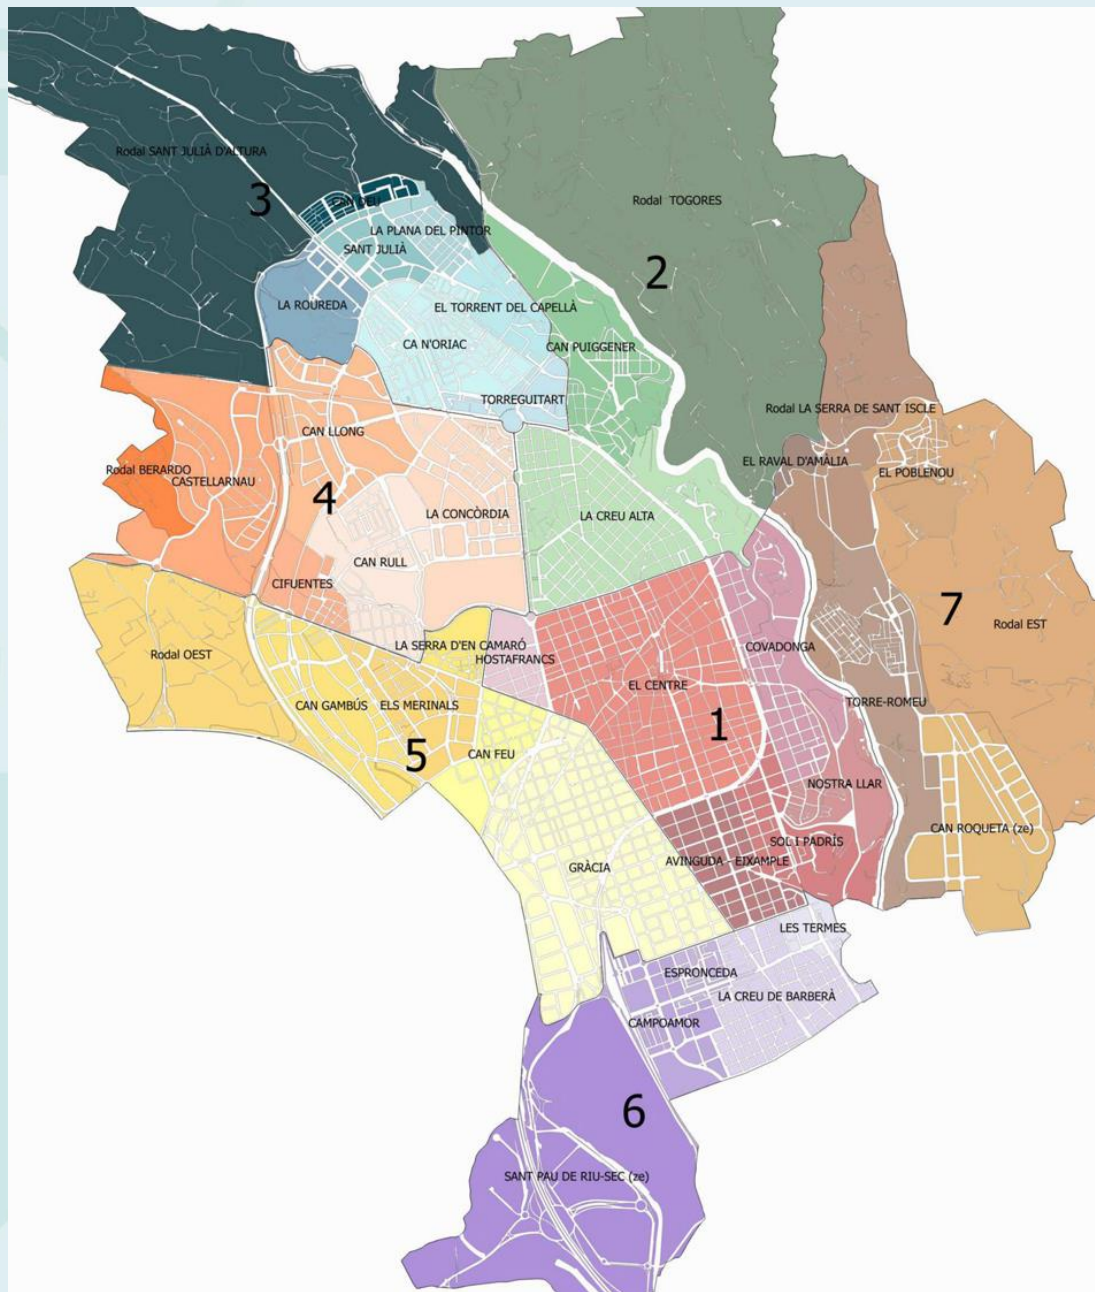 Rodal SANT JULIÀ D'ALTURA
3
CAN DEU
Rodal TOGORES
LA PLANA DEL PINTOR
SANT JULIÀ
2
LA ROUREDA
EL TORRENT DEL CAPELLÀ
CA N'ORIAC
CAN PUIGGENER
TORREGUITART
Rodal LA SERRA DE SANT ISCLE
CAN LLONG
EL RAVAL D'AMÀLIA
Rodal BERARDO
EL POBLENOU
CASTELLARNAU
4
LA CONCÒRDIA
LA CREU ALTA
CAN RULL
CIFUENTES
7
Rodal EST
LA SERRA D'EN CAMARÓ
COVADONGA
Rodal OEST
HOSTAFRANCS
EL CENTRE
TORRE-ROMEU
CAN GAMBÚS
ELS MERINALS
1
5
CAN FEU
NOSTRA LLAR
CAN ROQUETA (ze)
SOL I PADRÍS
AVINGUDA - EIXAMPLE
GRÀCIA
LES TERMES
ESPRONCEDA
LA CREU DE BARBERÀ
CAMPOAMOR
6
SANT PAU DE RIU-SEC (ze)